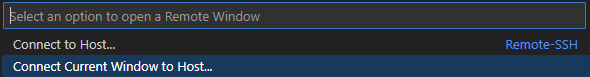 Select an option to open a Remote Window
Connect to Host... Remote-SSH
Connect Current Window to Host...